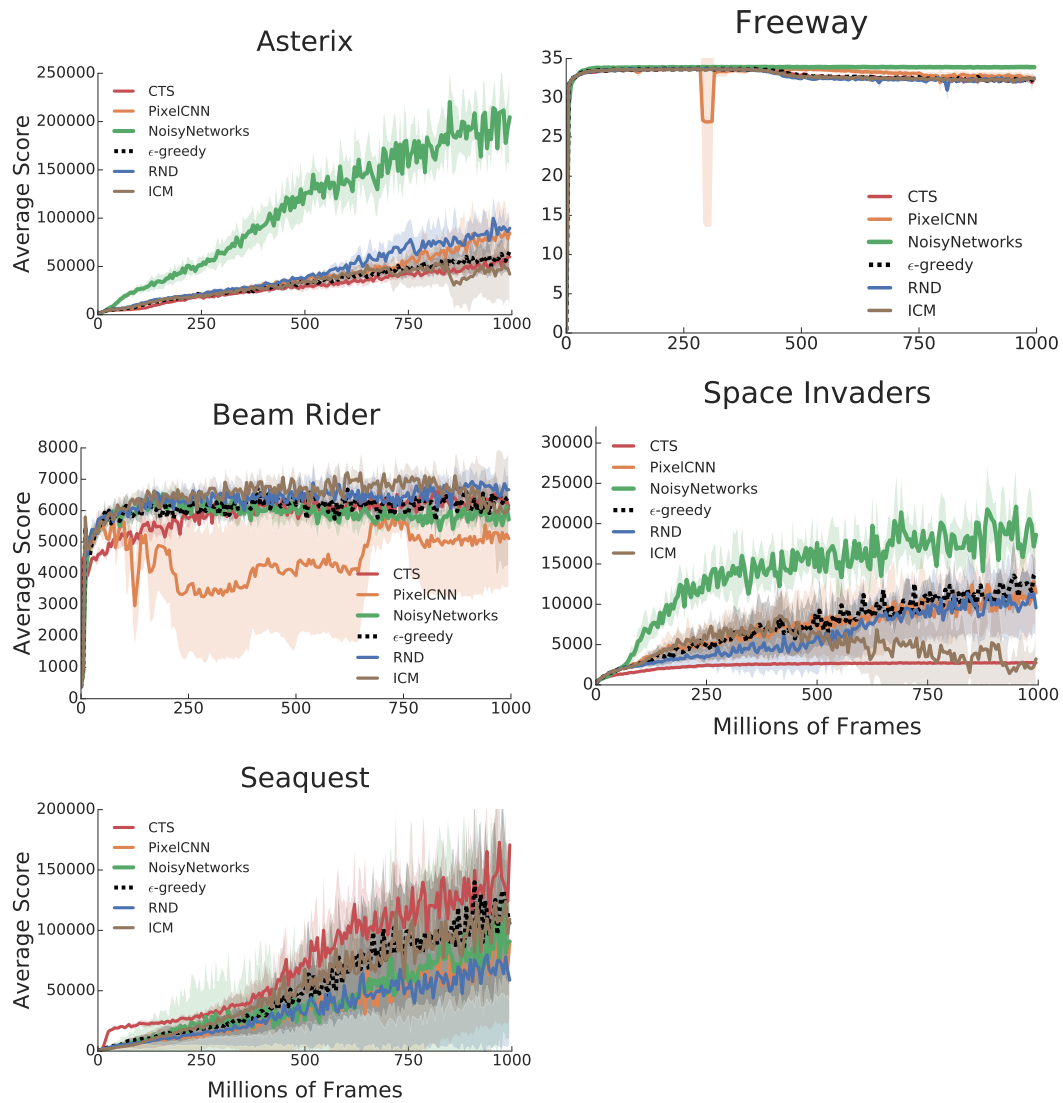 Asterix
Average Score
250000
200000
150000
100000
50000
0
CTS
PixelCNN
NoisyNetworks
ϵ-greedy
RND
ICM
0 250 500 750 1000
Freeway
35
30
25
20
15
10
5
0
CTS
PixelCNN
NoisyNetworks
ϵ-greedy
RND
ICM
0 250 500 750 1000
Beam Rider
Average Score
8000
7000
6000
5000
4000
3000
2000
1000
0
CTS
PixelCNN
NoisyNetworks
ϵ-greedy
RND
ICM
0 250 500 750 1000
Space Invaders
30000
25000
20000
15000
10000
5000
0
CTS
PixelCNN
NoisyNetworks
ϵ-greedy
RND
ICM
0 250 500 750 1000
Millions of Frames
Seaquest
Average Score
200000
150000
100000
50000
0
CTS
PixelCNN
NoisyNetworks
ϵ-greedy
RND
ICM
0 250 500 750 1000
Millions of Frames